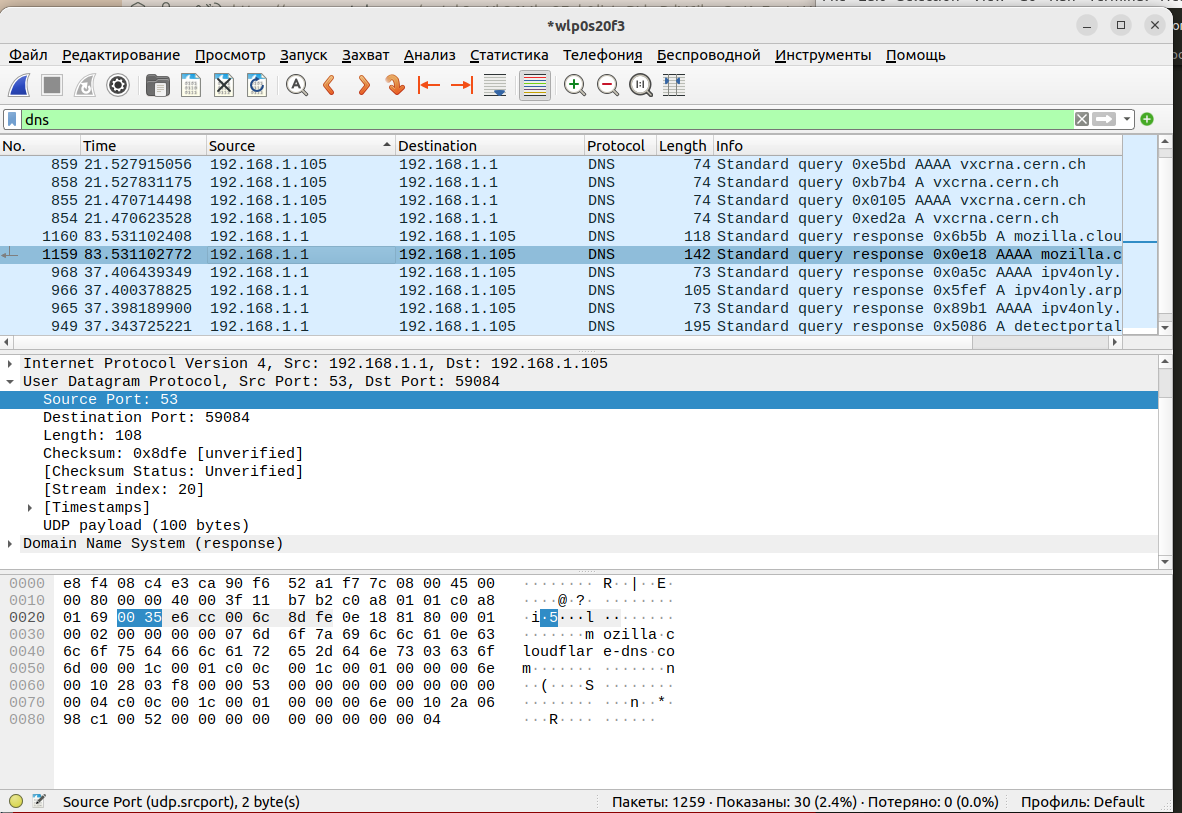 *wlp0s20f3
Файл Редактирование Просмотр Запуск Захват Анализ Статистика Телефония Беспроводной Инструменты Помощь
dns
No. Time Source Destination Protocol Length Info
859 21.527915056 192.168.1.105 192.168.1.1 DNS 74 Standard query 0xe5bd AAAA vxcrna.cern.ch
858 21.527831175 192.168.1.105 192.168.1.1 DNS 74 Standard query 0xb7b4 A vxcrna.cern.ch
855 21.470714498 192.168.1.105 192.168.1.1 DNS 74 Standard query 0x0105 AAAA vxcrna.cern.ch
854 21.470623528 192.168.1.105 192.168.1.1 DNS 74 Standard query 0xed2a A vxcrna.cern.ch
1160 83.531102408 192.168.1.1 192.168.1.105 DNS 118 Standard query response 0x6b5b A mozilla.clou
1159 83.531102772 192.168.1.1 192.168.1.105 DNS 142 Standard query response 0x0e18 AAAA mozilla.c
968 37.406439349 192.168.1.1 192.168.1.105 DNS 73 Standard query response 0x0a5c AAAA ipv4only.
966 37.400378825 192.168.1.1 192.168.1.105 DNS 105 Standard query response 0x5fef A ipv4only.arp
965 37.398189900 192.168.1.1 192.168.1.105 DNS 73 Standard query response 0x89b1 AAAA ipv4only.
949 37.343725221 192.168.1.1 192.168.1.105 DNS 195 Standard query response 0x5086 A detectportal
Internet Protocol Version 4, Src: 192.168.1.1, Dst: 192.168.1.105
User Datagram Protocol, Src Port: 53, Dst Port: 59084
Source Port: 53
Destination Port: 59084
Length: 108
Checksum: 0x8dfe [unverified]
[Checksum Status: Unverified]
[Stream index: 20]
[Timestamps]
UDP payload (100 bytes)
Domain Name System (response)
0000 e8 f4 08 c4 e3 ca 90 f6 52 a1 f7 7c 08 00 45 00 ········ R··|··E·
0010 00 80 00 00 40 00 3f 11 b7 b2 c0 a8 01 01 c0 a8 ····@·?· ········
0020 01 69 00 35 e6 cc 00 6c 8d fe 0e 18 81 80 00 01 ·i·5···l ········
0030 00 02 00 00 00 00 07 6d 6f 7a 69 6c 6c 61 0e 63 ·······m ozilla·c
0040 6c 6f 75 64 66 6c 61 72 65 2d 64 6e 73 03 63 6f loudflar e-dns·co
0050 6d 00 00 1c 00 01 c0 0c 00 1c 00 01 00 00 00 6e m······· ·······n
0060 00 10 28 03 f8 00 00 53 00 00 00 00 00 00 00 00 ··(····S ········
0070 00 04 c0 0c 00 1c 00 01 00 00 00 6e 00 10 2a 06 ········ ···n··*·
0080 98 c1 00 52 00 00 00 00 00 00 00 00 00 04 ···R···· ······
Source Port (udp.srcport), 2 byte(s) Пакеты: 1259 · Показаны: 30 (2.4%) · Потеряно: 0 (0.0%) Профиль: Default